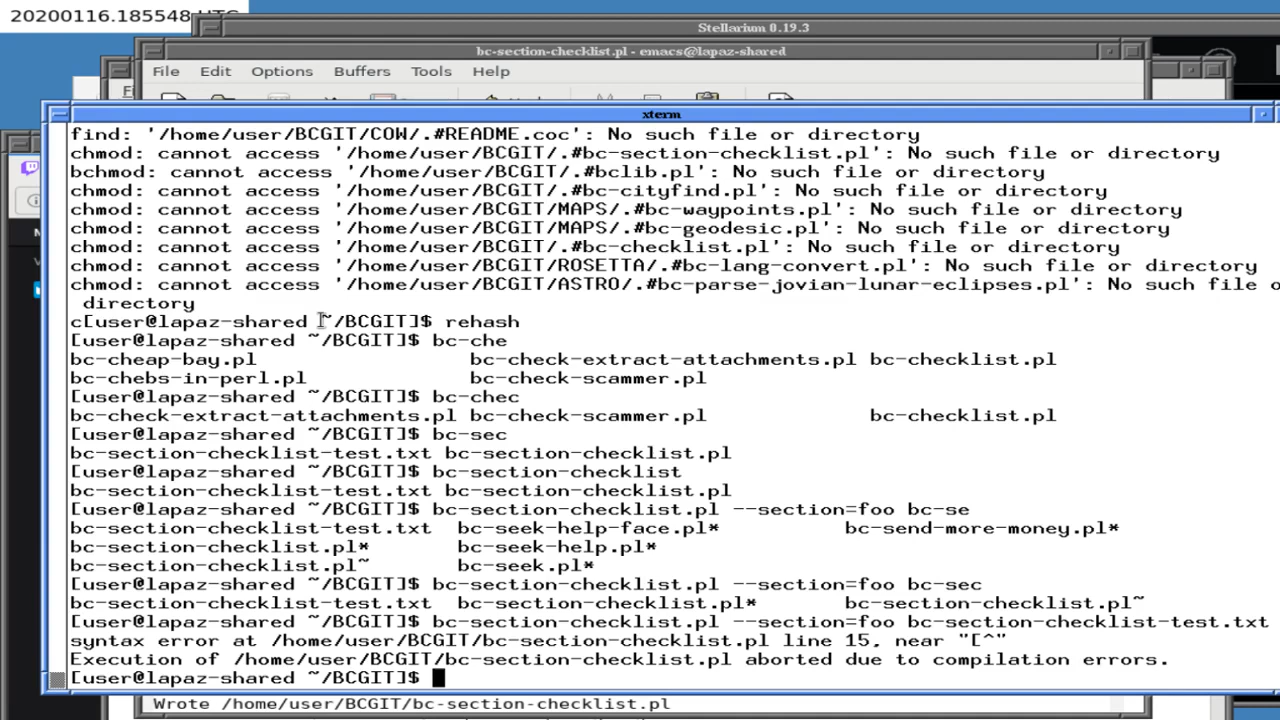 20200116.185548 UTC
Stellarium 0.19.3
bc-section-checklist.pl - emacs@lapaz-shared
File Edit Options Buffers Tools Help
xterm
find: '/home/user/BCGIT/COW/.#README.coc': No such file or directory
chmod: cannot access '/home/user/BCGIT/.#bc-section-checklist.pl': No such file or directory
bchmod: cannot access '/home/user/BCGIT/.#bclib.pl': No such file or directory
chmod: cannot access '/home/user/BCGIT/.#bc-cityfind.pl': No such file or directory
chmod: cannot access '/home/user/BCGIT/MAPS/.#bc-waypoints.pl': No such file or directory
chmod: cannot access '/home/user/BCGIT/MAPS/.#bc-geodesic.pl': No such file or directory
chmod: cannot access '/home/user/BCGIT/.#bc-checklist.pl': No such file or directory
chmod: cannot access '/home/user/BCGIT/ROSETTA/.#bc-lang-convert.pl': No such file or directory
chmod: cannot access '/home/user/BCGIT/ASTRO/.#bc-parse-jovian-lunar-eclipses.pl': No such file o
directory
c[user@lapaz-shared ~/BCGIT]$ rehash
[user@lapaz-shared ~/BCGIT]$ bc-che
bc-cheap-bay.pl bc-check-extract-attachments.pl bc-checklist.pl
bc-chebs-in-perl.pl bc-check-scammer.pl
[user@lapaz-shared ~/BCGIT]$ bc-chec
bc-check-extract-attachments.pl bc-check-scammer.pl bc-checklist.pl
[user@lapaz-shared ~/BCGIT]$ bc-sec
bc-section-checklist-test.txt bc-section-checklist.pl
[user@lapaz-shared ~/BCGIT]$ bc-section-checklist
bc-section-checklist-test.txt bc-section-checklist.pl
[user@lapaz-shared ~/BCGIT]$ bc-section-checklist.pl --section=foo bc-se
bc-section-checklist-test.txt bc-seek-help-face.pl* bc-send-more-money.pl*
bc-section-checklist.pl* bc-seek-help.pl*
bc-section-checklist.pl~ bc-seek.pl*
[user@lapaz-shared ~/BCGIT]$ bc-section-checklist.pl --section=foo bc-sec
bc-section-checklist-test.txt bc-section-checklist.pl* bc-section-checklist.pl~
[user@lapaz-shared ~/BCGIT]$ bc-section-checklist.pl --section=foo bc-section-checklist-test.txt
syntax error at /home/user/BCGIT/bc-section-checklist.pl line 15, near "[^"
Execution of /home/user/BCGIT/bc-section-checklist.pl aborted due to compilation errors.
[user@lapaz-shared ~/BCGIT]$
Wrote /home/user/BCGIT/bc-section-checklist.pl